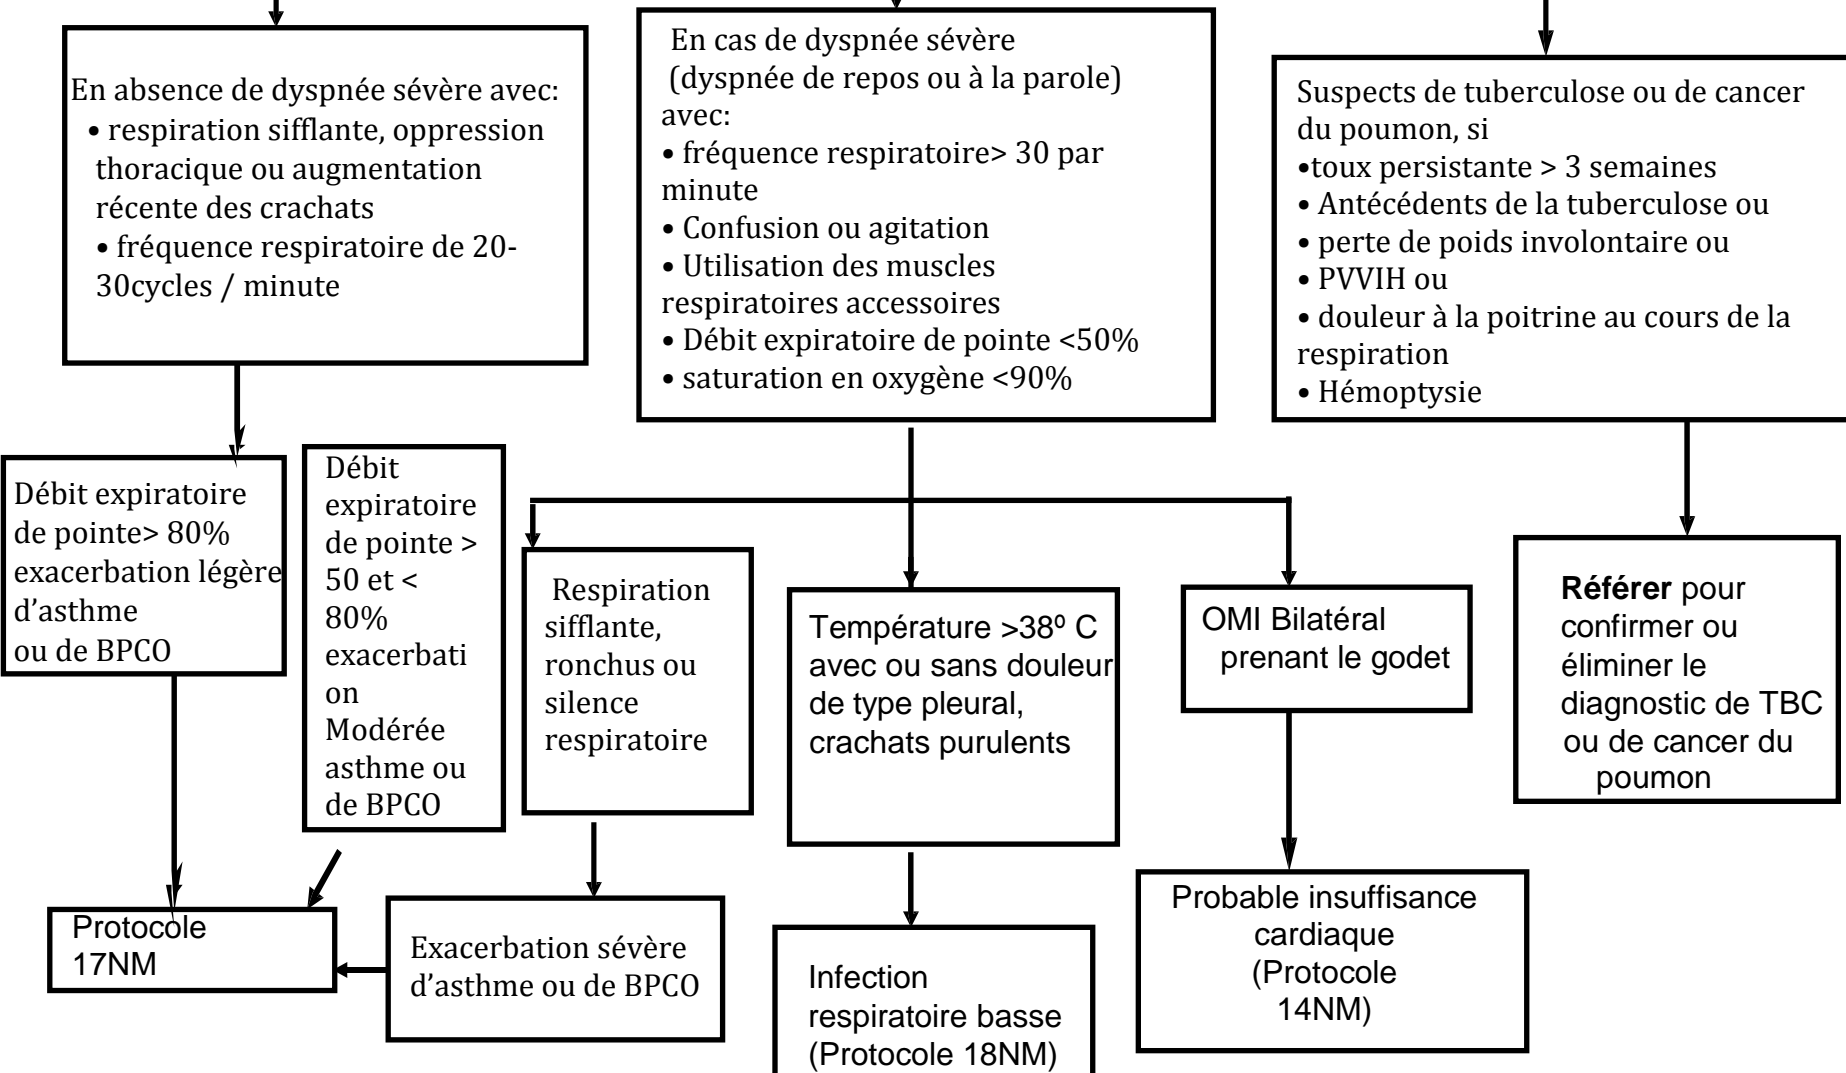 En absence de dyspnée sévère avec:
• respiration sifflante, oppression
thoracique ou augmentation
récente des crachats
• fréquence respiratoire de 20-
30cycles / minute
En cas de dyspnée sévère
(dyspnée de repos ou à la parole)
avec:
• fréquence respiratoire> 30 par
minute
• Confusion ou agitation
• Utilisation des muscles
respiratoires accessoires
• Débit expiratoire de pointe <50%
• saturation en oxygène <90%
Suspects de tuberculose ou de cancer
du poumon, si
•toux persistante > 3 semaines
• Antécédents de la tuberculose ou
• perte de poids involontaire ou
• PVVIH ou
• douleur à la poitrine au cours de la
respiration
• Hémoptysie
Débit expiratoire
de pointe> 80%
exacerbation légère
d’asthme
ou de BPCO
Débit
expiratoire
de pointe >
50 et <
80%
exacerbati
on
Modérée
asthme ou
de BPCO
Respiration
sifflante,
ronchus ou
silence
respiratoire
Température >38º C
avec ou sans douleur
de type pleural,
crachats purulents
OMI Bilatéral
prenant le godet
Référer pour
confirmer ou
éliminer le
diagnostic de TBC
ou de cancer du
poumon
Protocole
17NM
Exacerbation sévère
d’asthme ou de BPCO
Infection
respiratoire basse
(Protocole 18NM)
Probable insuffisance
cardiaque
(Protocole
14NM)